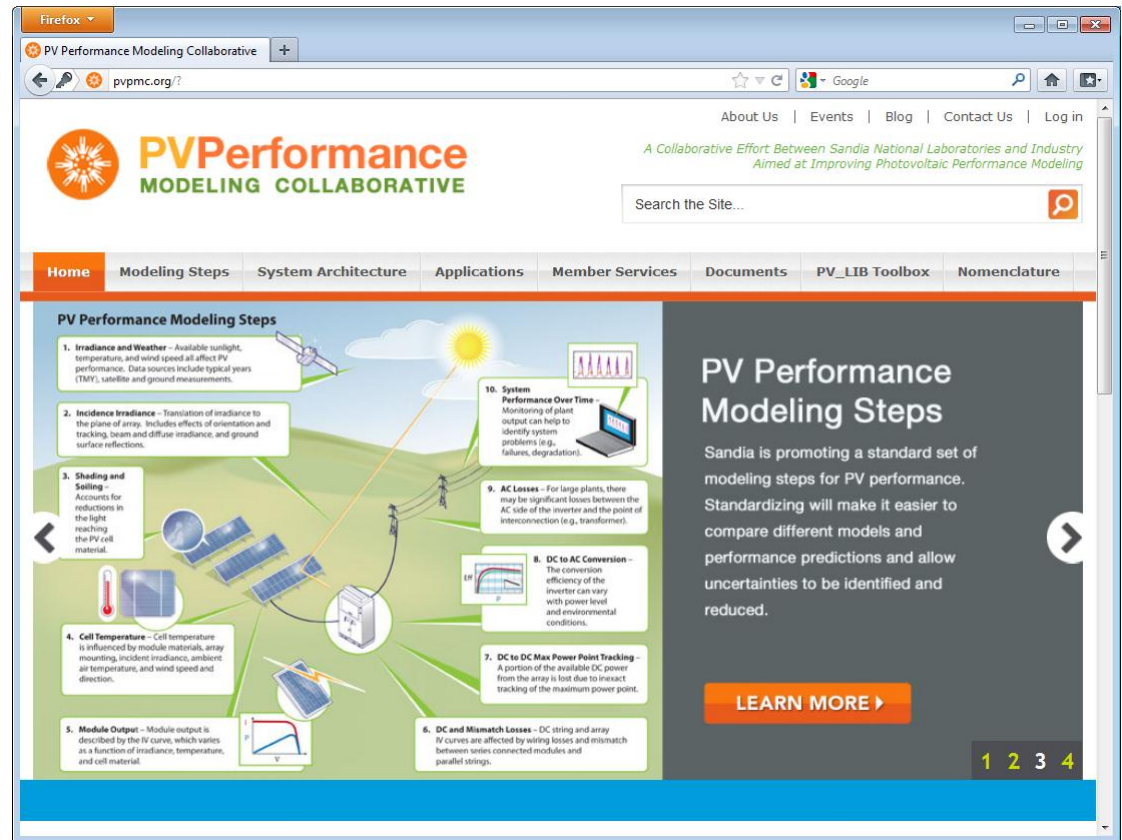 Firefox
PV Performance Modeling Collaborative
pvpmc.org/?
Google
About Us | Events | Blog | Contact Us | Log in
PVPerformance
MODELING COLLABORATIVE
A Collaborative Effort Between Sandia National Laboratories and Industry
Aimed at Improving Photovoltaic Performance Modeling
Search the Site...
Home
Modeling Steps
System Architecture
Applications
Member Services
Documents
PV_LIB Toolbox
Nomenclature
PV Performance Modeling Steps
1. Irradiance and Weather – Available sunlight,
temperature, and wind speed all affect PV
performance. Data sources include typical years
(TMY), satellite and ground measurements.
2. Incidence Irradiance – Translation of irradiance to
the plane of array. Includes effects of orientation and
tracking, beam and diffuse irradiance, and ground
surface reflections.
3. Shading and
Soiling –
Accounts for
reductions in
the light
reaching
the PV cell
material.
4. Cell Temperature – Cell temperature
is influenced by module materials, array
mounting, incident irradiance, ambient
air temperature, and wind speed and
direction.
5. Module Output – Module output is
described by the IV curve, which varies
as a function of irradiance, temperature,
and cell material.
I
P
V
6. DC and Mismatch Losses – DC string and array
IV curves are affected by wiring losses and mismatch
between series connected modules and
parallel strings.
7. DC to DC Max Power Point Tracking –
A portion of the available DC power
from the array is lost due to inexact
tracking of the maximum power point.
8. DC to AC Conversion –
The conversion
efficiency of the
inverter can vary
with power level
and environmental
conditions.
Eff
P
9. AC Losses – For large plants, there
may be significant losses between the
AC side of the inverter and the point of
interconnection (e.g., transformer).
10. System
Performance Over Time –
Monitoring of plant
output can help to
identify system
problems (e.g.,
failures, degradation).
PV Performance
Modeling Steps
Sandia is promoting a standard set of
modeling steps for PV performance.
Standardizing will make it easier to
compare different models and
performance predictions and allow
uncertainties to be identified and
reduced.
LEARN MORE
1 2 3 4